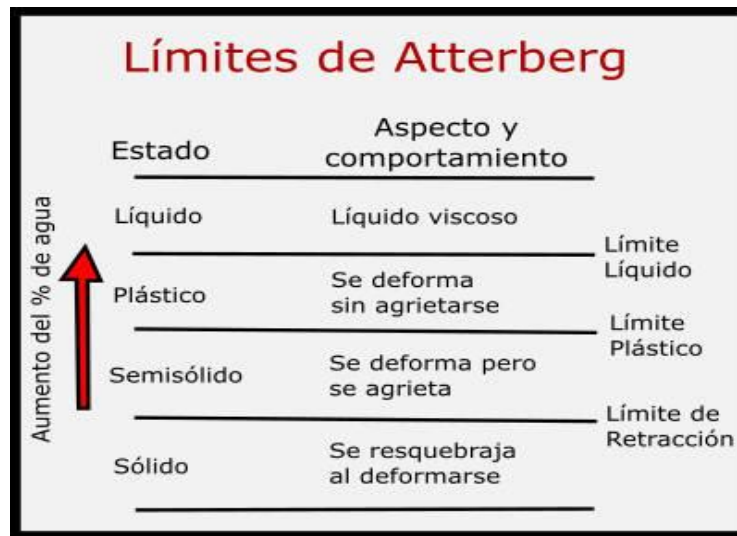 Límites de Atterberg
Estado
Aspecto y
comportamiento
Aumento del % de agua
Líquido
Líquido viscoso
Límite
Líquido
Plástico
Se deforma
sin agrietarse
Límite
Plástico
Semisólido
Se deforma pero
se agrieta
Límite de
Retracción
Sólido
Se resquebraja
al deformarse